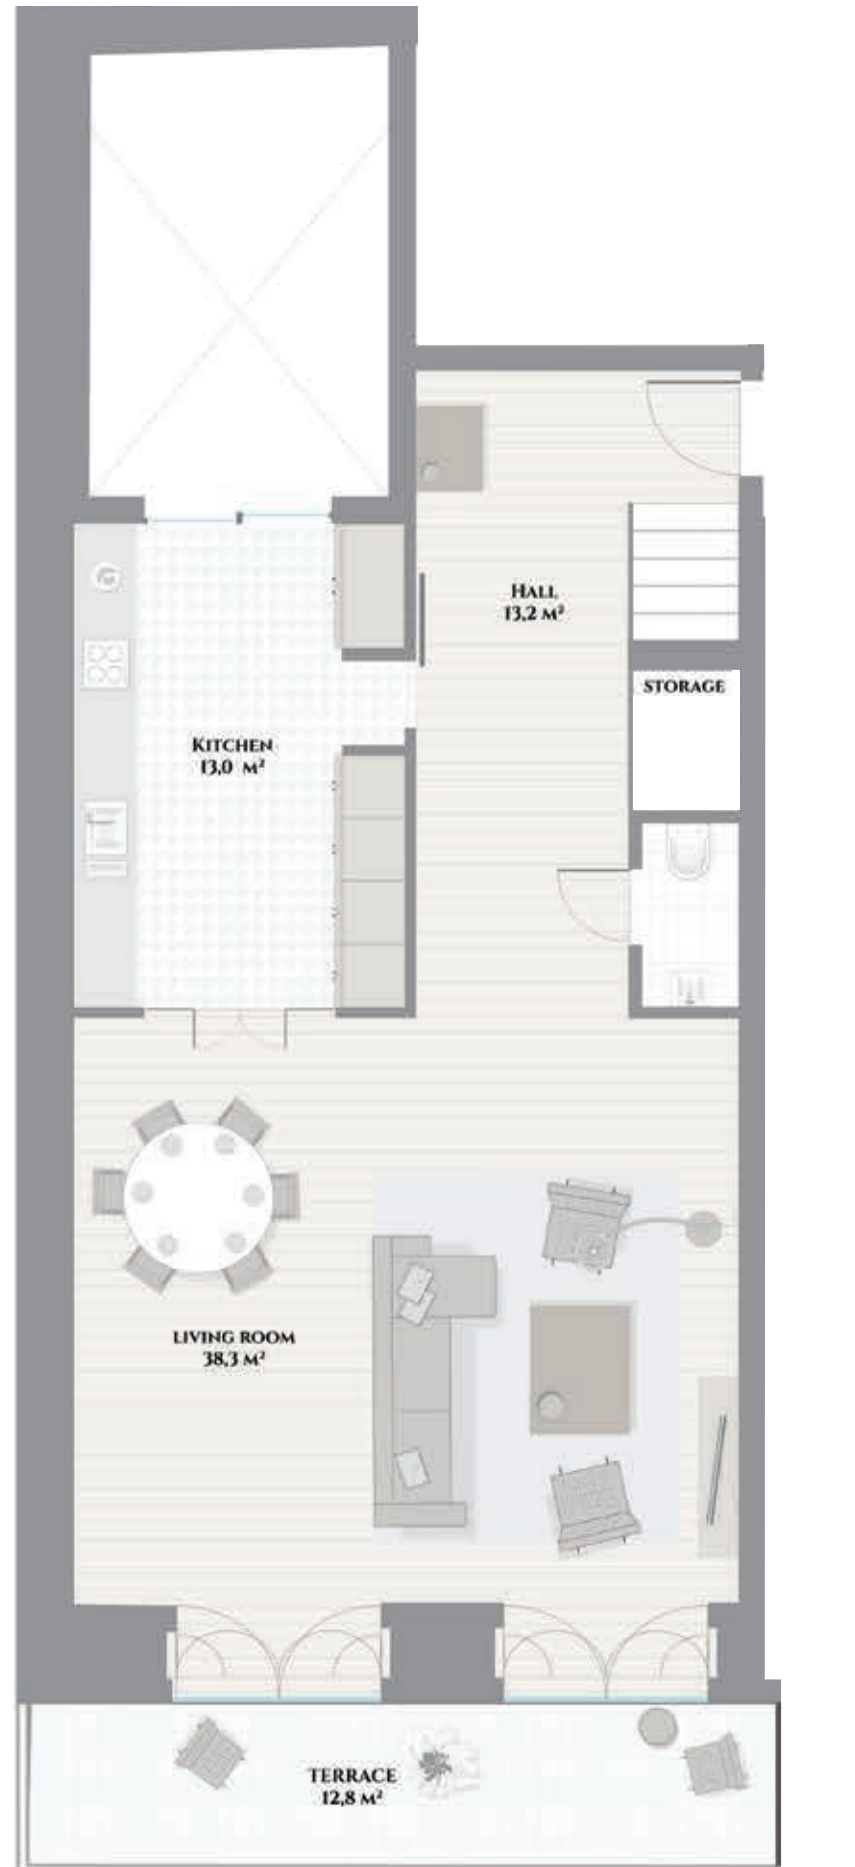 Hall
13,2 m²
STORAGE
Kitchen
13,0 m²
LIVING ROOM
38,3 m²
TERRACE
12,8 m²